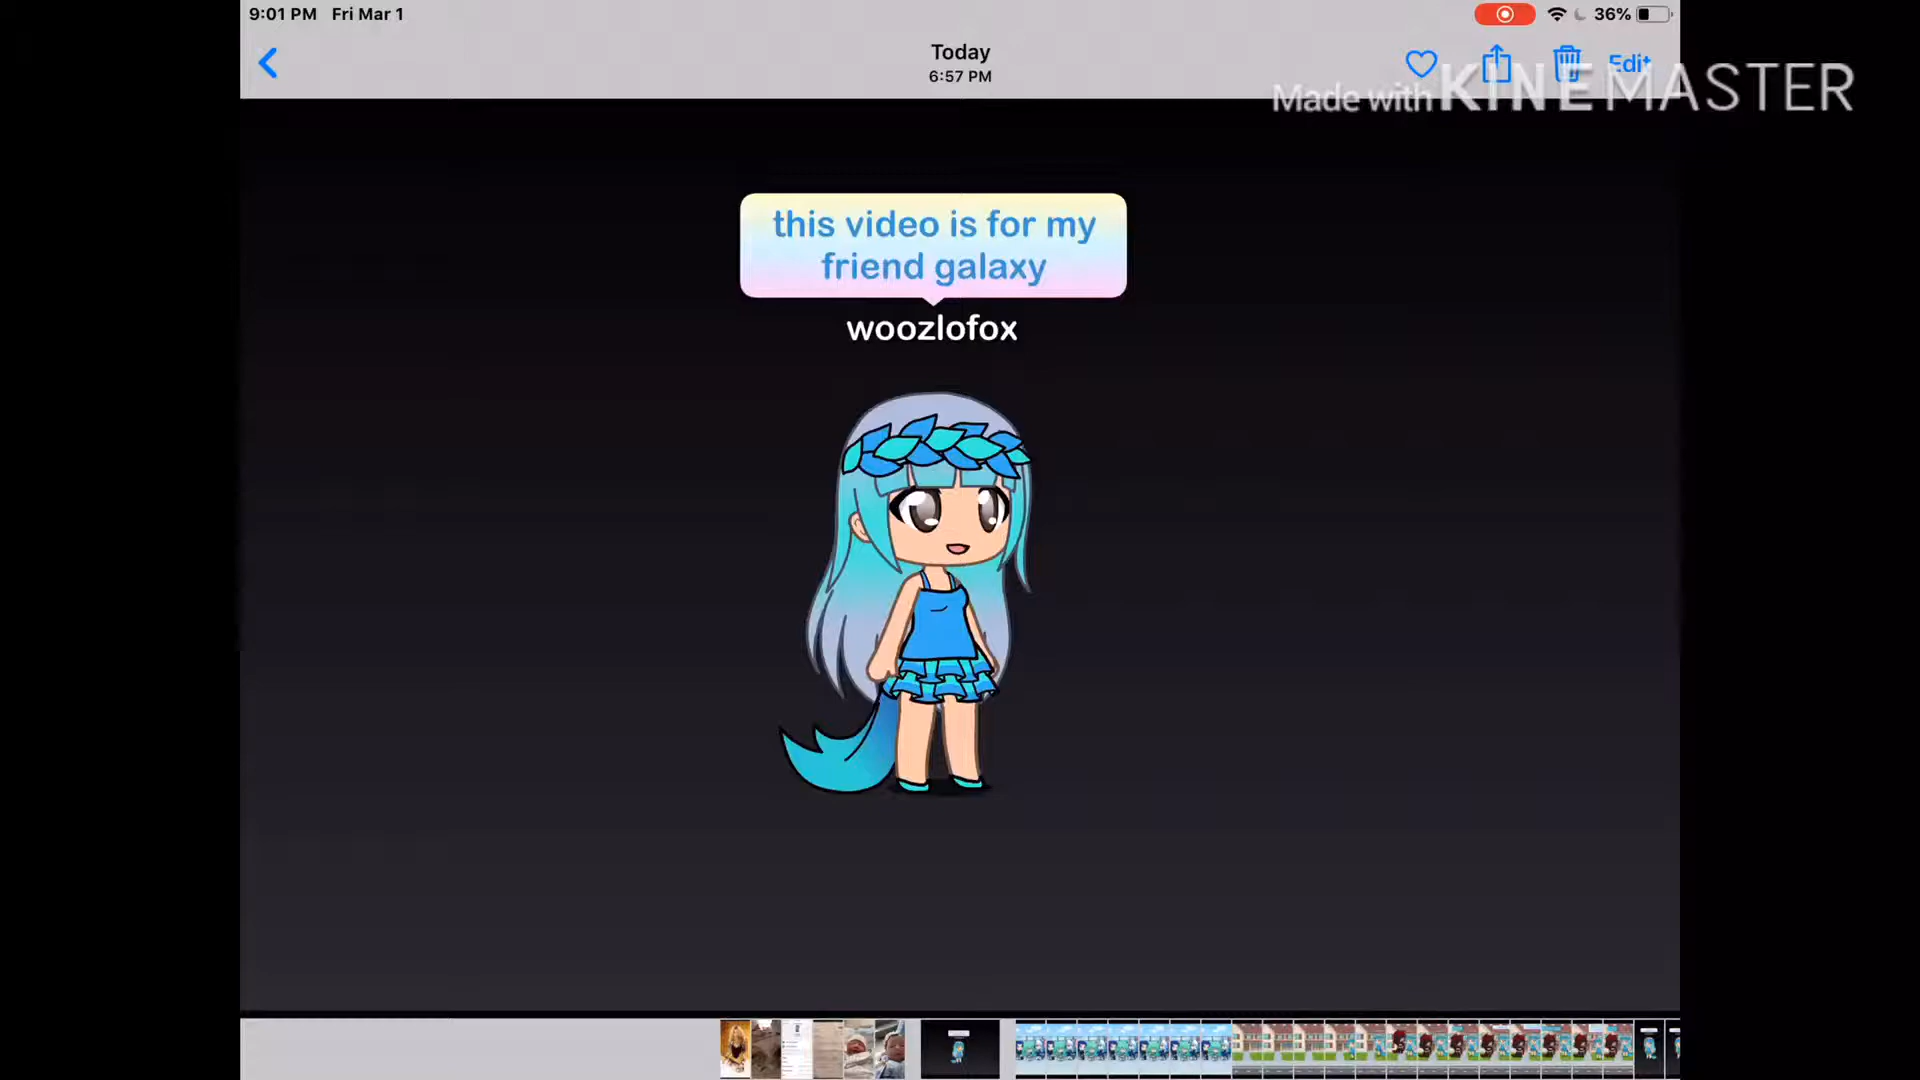 9:01 PM Fri Mar 1
36%
Today
6:57 PM
Edit
Made with KINEMASTER
this video is for my
friend galaxy
woozlofox